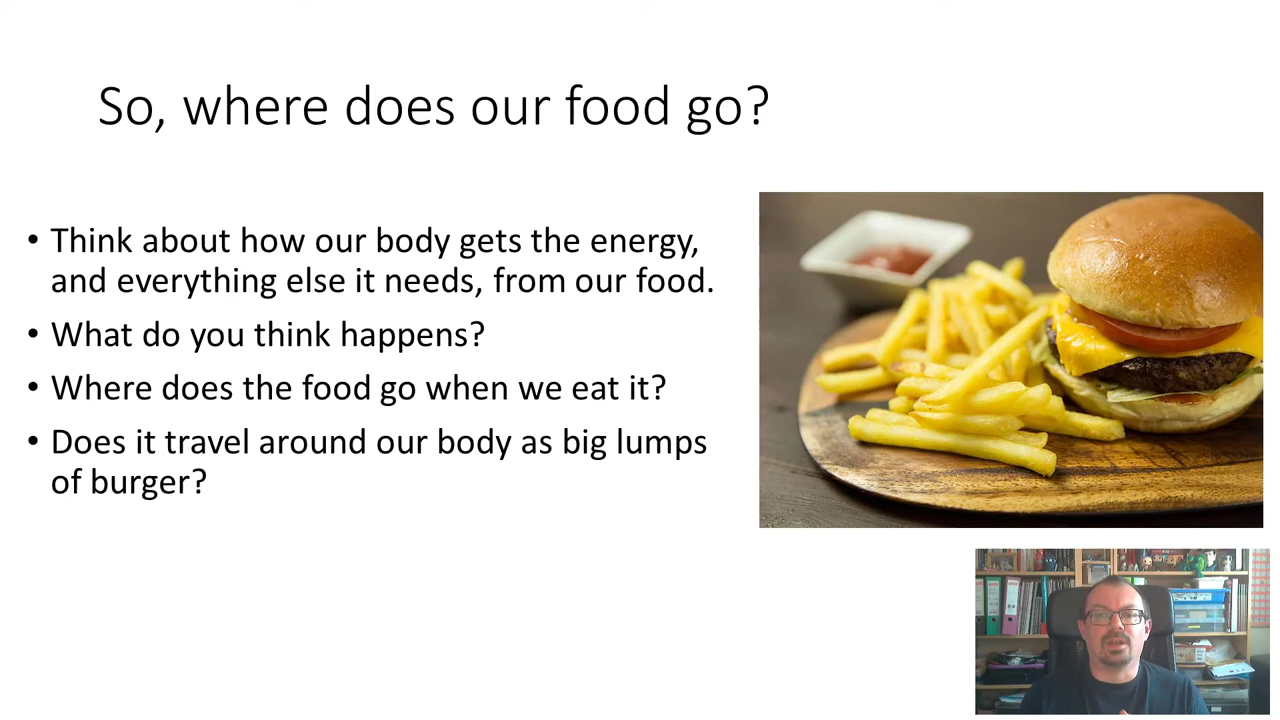 So, where does our food go?
• Think about how our body gets the energy,
and everything else it needs, from our food.
• What do you think happens?
• Where does the food go when we eat it?
• Does it travel around our body as big lumps
of burger?